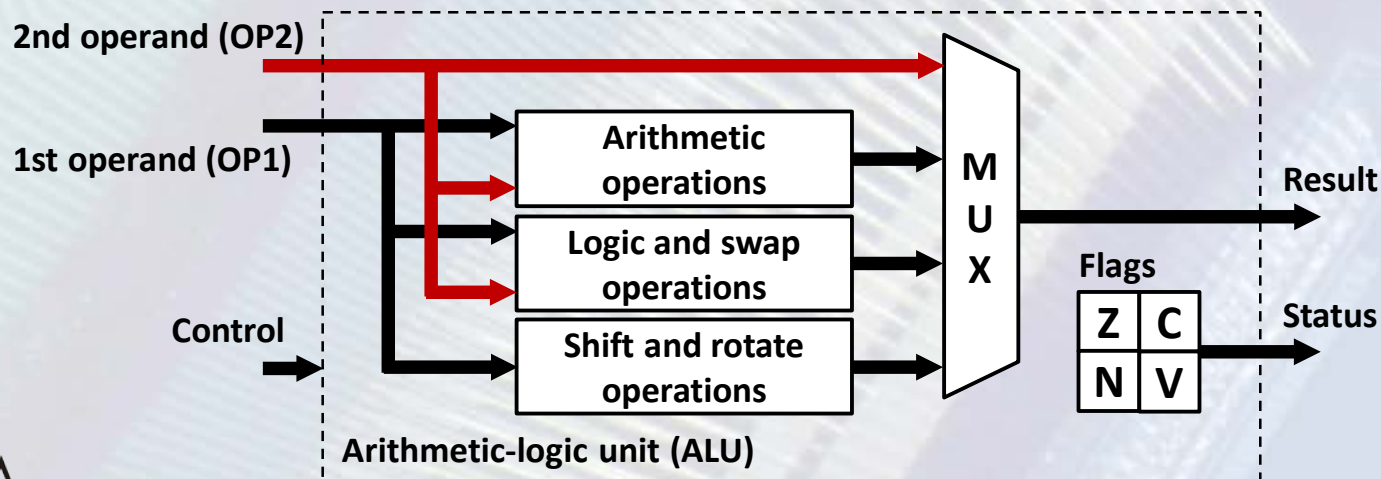 2nd operand (OP2)
1st operand (OP1)
Control
Arithmetic
operations
Logic and swap
operations
Shift and rotate
operations
M
U
X
Flags
Z C
N V
Result
Status
Arithmetic-logic unit (ALU)